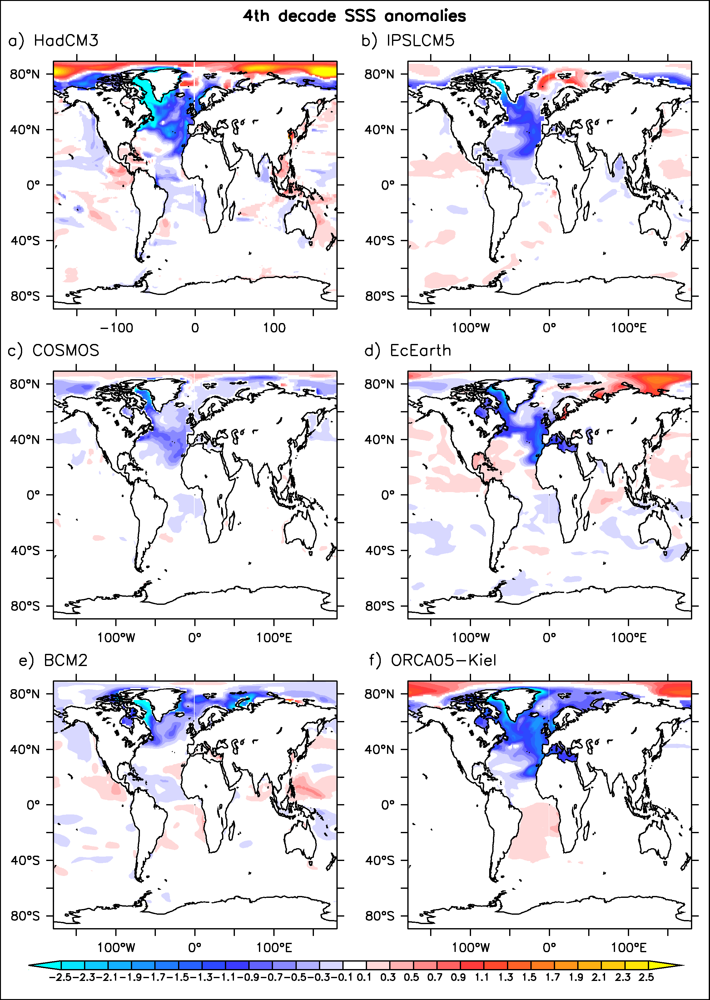 4th decade SSS anomalies
a) HadCM3
b) IPSLCM5
80°N
40°N
0°
40°S
80°S
80°N
40°N
0°
40°S
80°S
-100
0
100
100°W
0°
100°E
c) COSMOS
d) EcEarth
80°N
40°N
0°
40°S
80°S
80°N
40°N
0°
40°S
80°S
100°W
0°
100°E
100°W
0°
100°E
e) BCM2
f) ORCA05-Kiel
80°N
40°N
0°
40°S
80°S
80°N
40°N
0°
40°S
80°S
100°W
0°
100°E
100°W
0°
100°E
-2.5 -2.3 -2.1 -1.9 -1.7 -1.5 -1.3 -1.1 -0.9 -0.7 -0.5 -0.3 -0.1 0.1 0.3 0.5 0.7 0.9 1.1 1.3 1.5 1.7 1.9 2.1 2.3 2.5